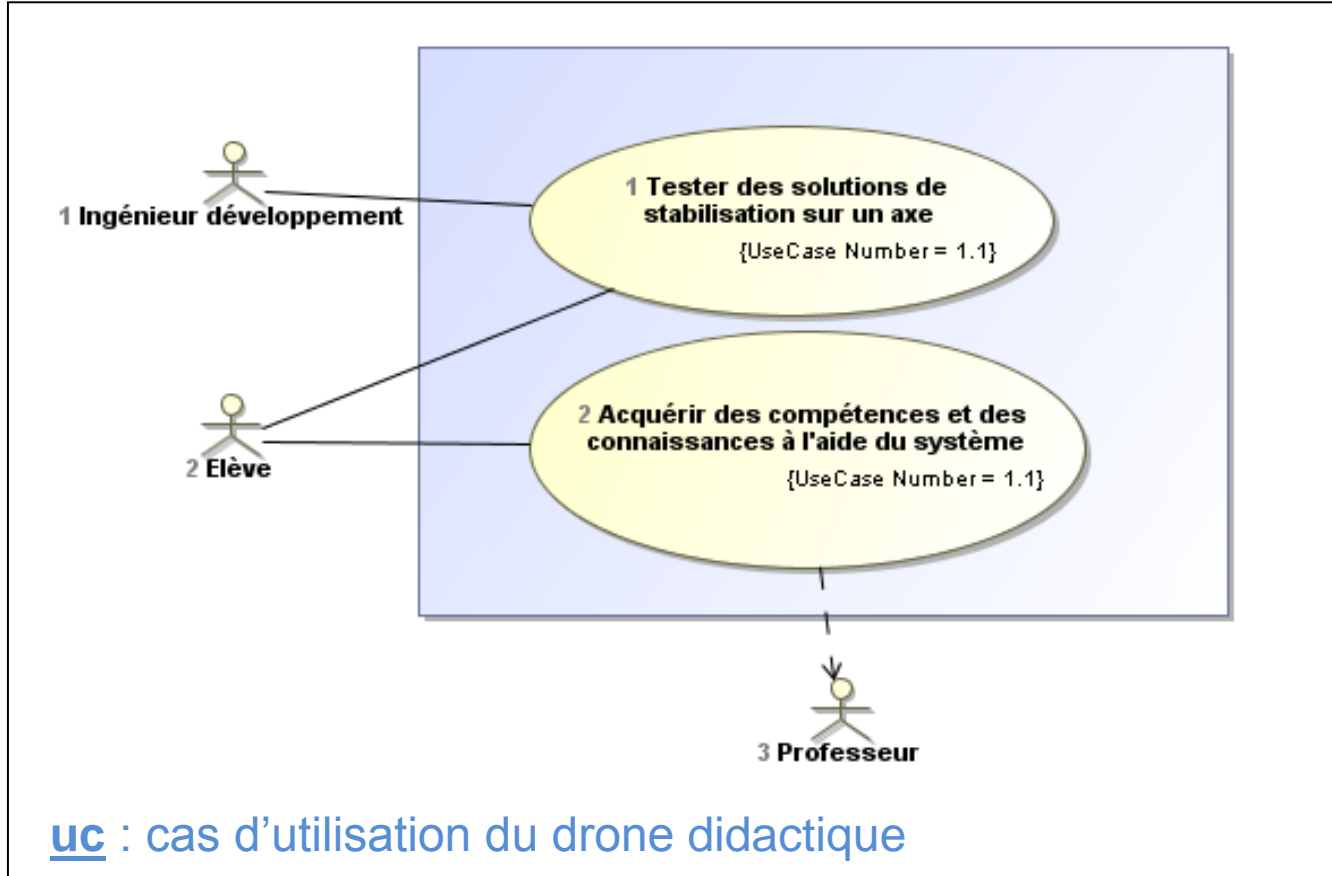 1 Tester des solutions de
stabilisation sur un axe
{UseCase Number = 1.1}
1 Ingénieur développement
2 Acquérir des compétences et des
connaissances à l'aide du système
{UseCase Number = 1.1}
2 Elève
3 Professeur
uc : cas d’utilisation du drone didactique